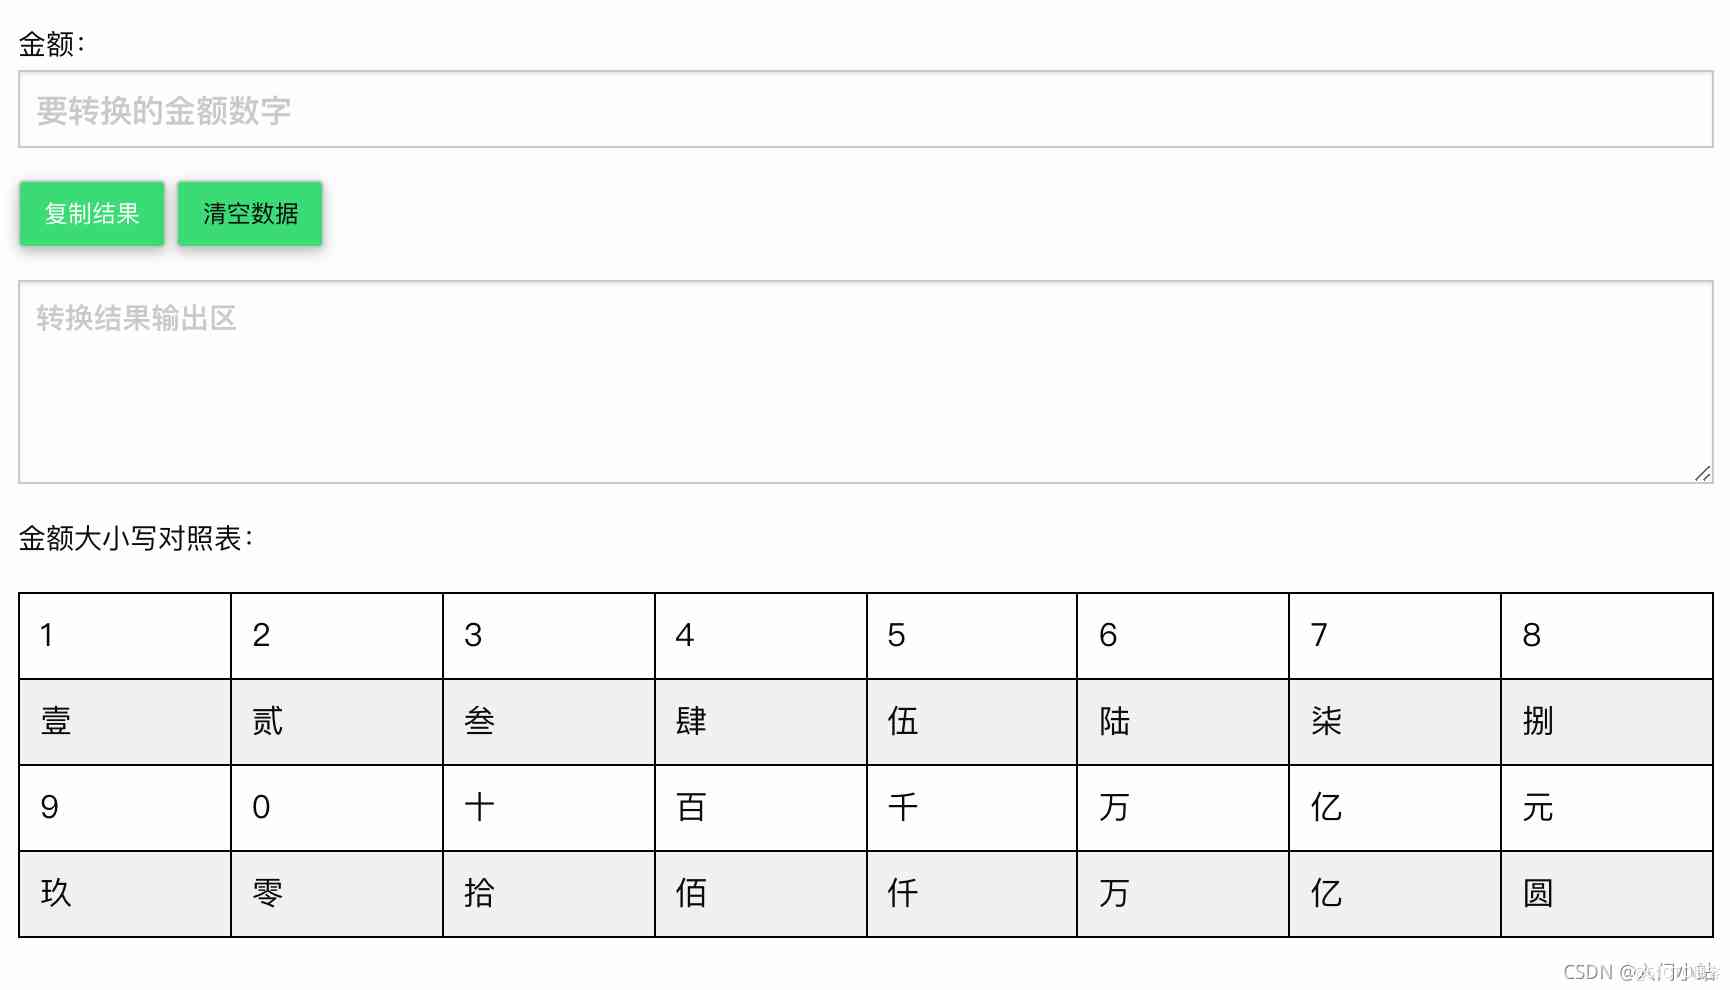 金额：
要转换的金额数字
复制结果 清空数据
转换结果输出区
金额大小写对照表：
1 2 3 4 5 6 7 8
壹 贰 叁 肆 伍 陆 柒 捌
9 0 十 百 千 万 亿 元
玖 零 拾 佰 仟 万 亿 圆
CSDN @六门小站